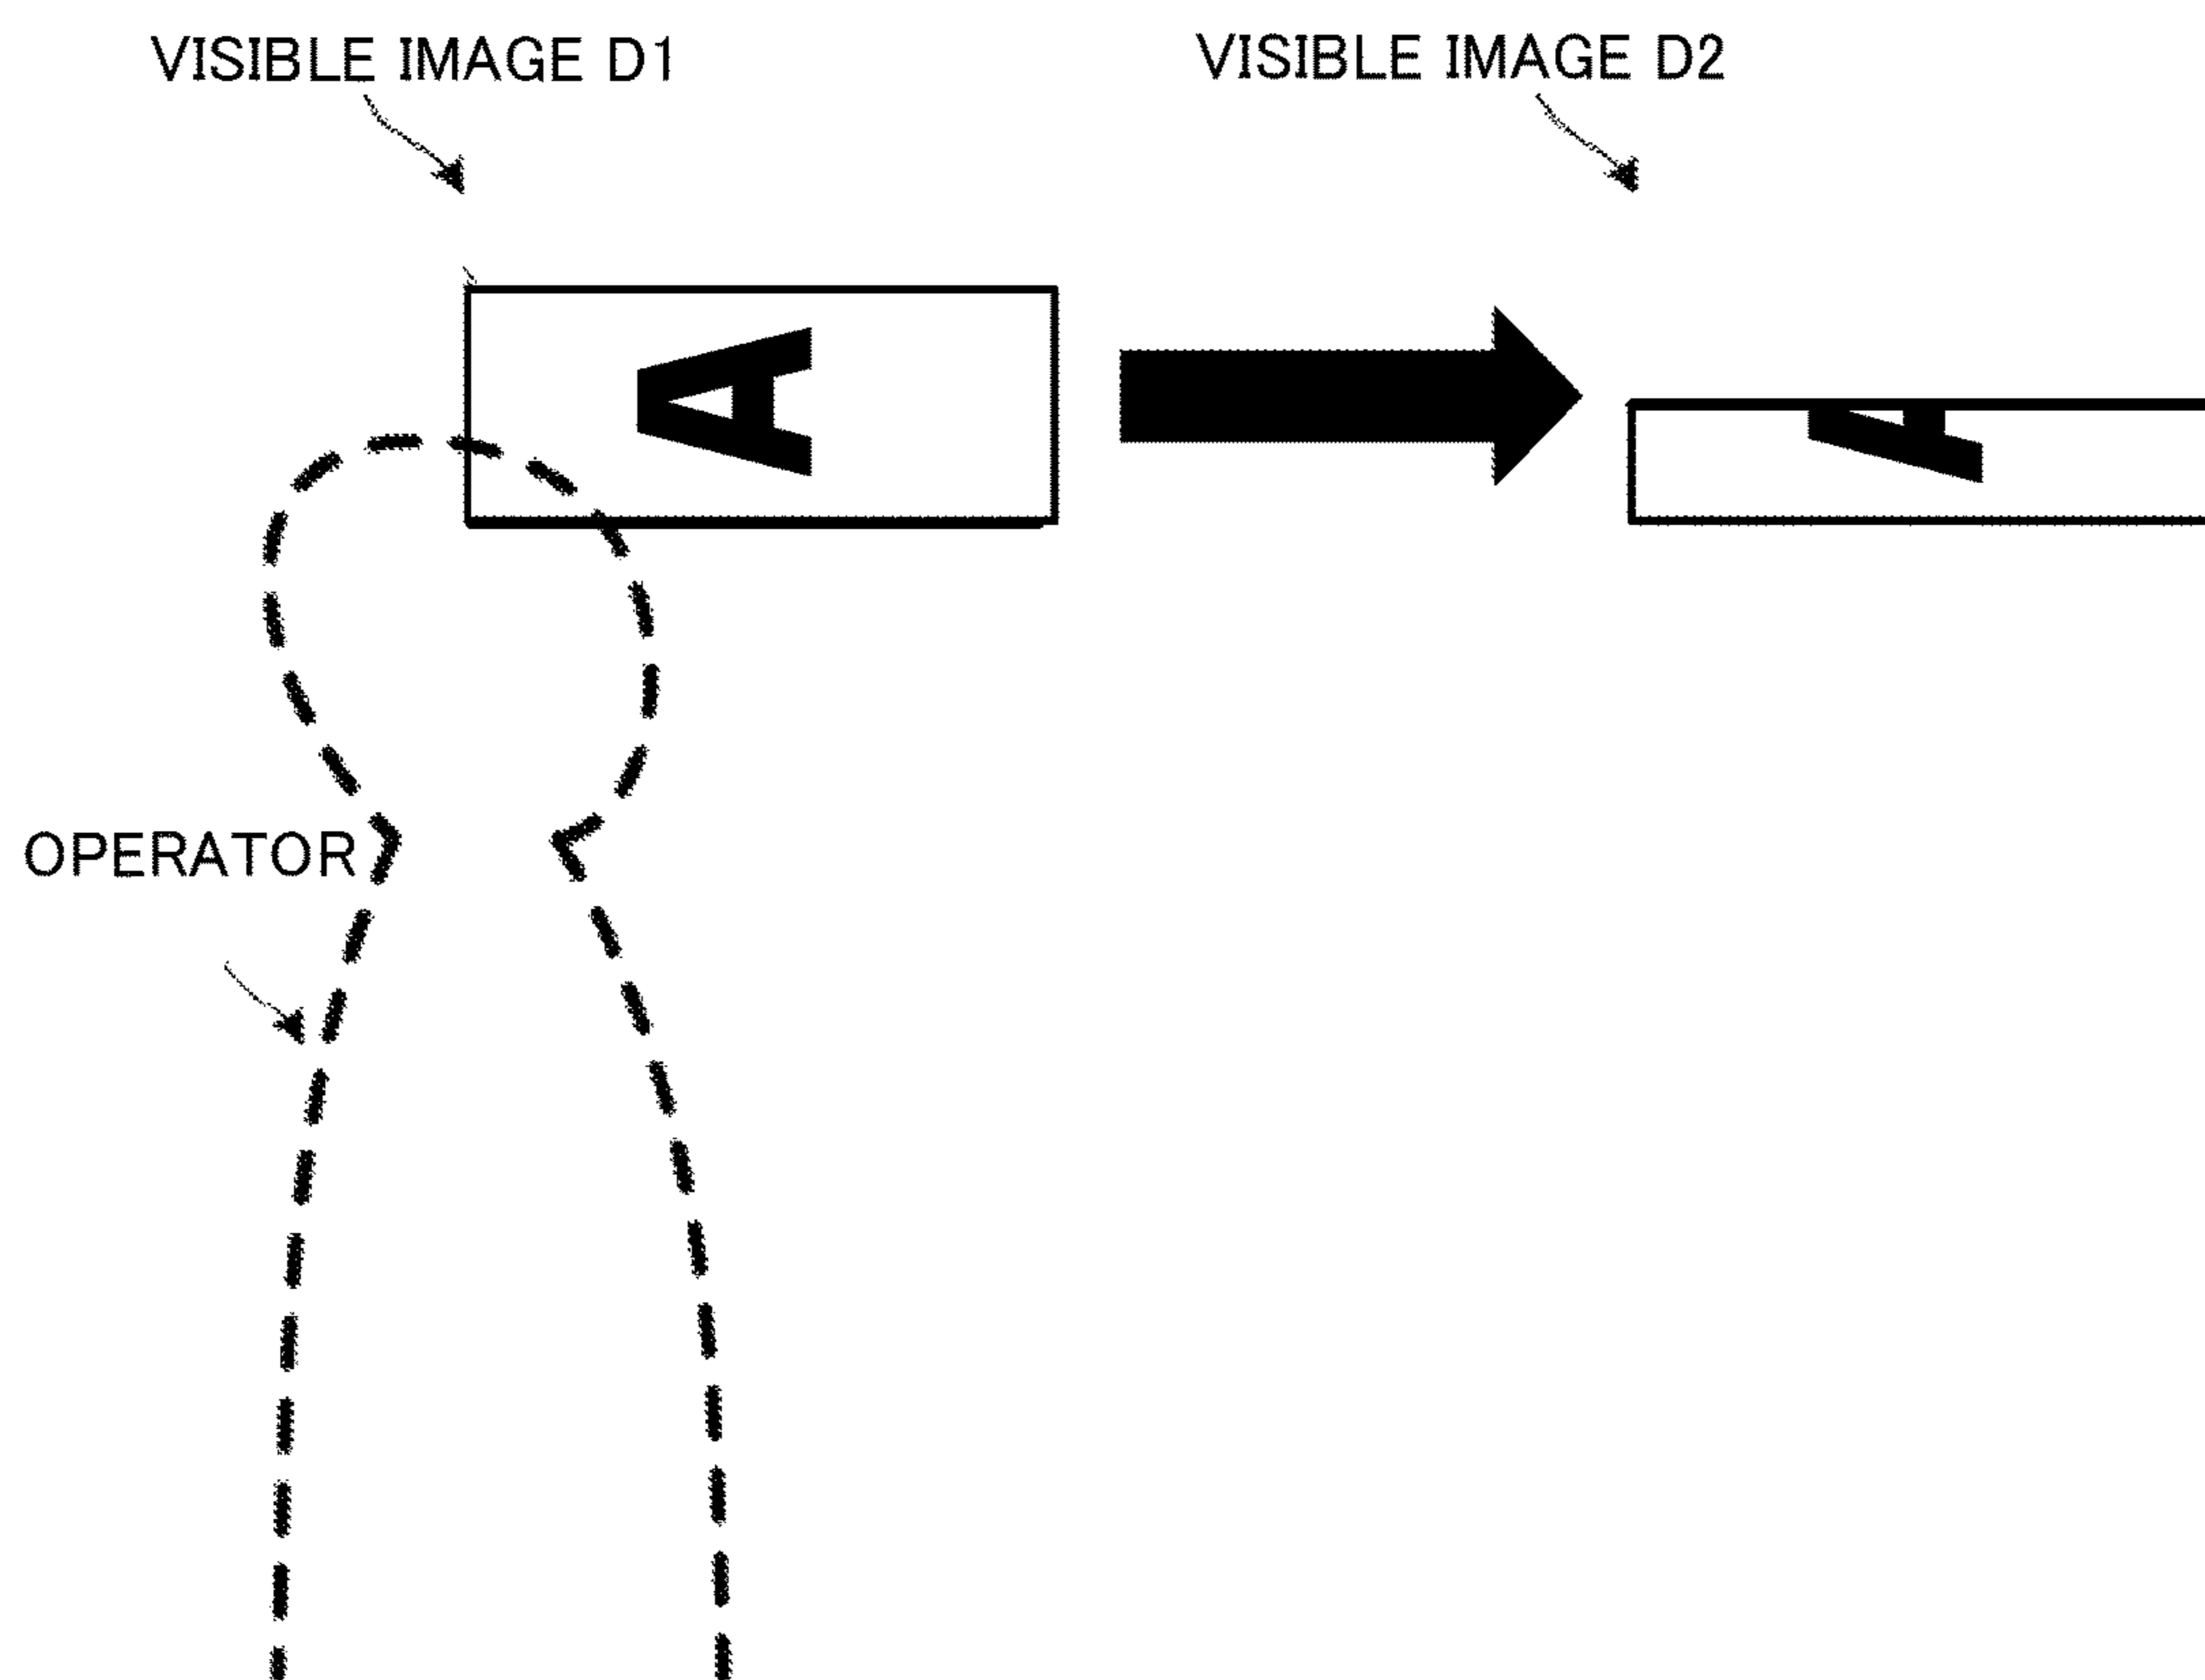 VISIBLE IMAGE D1
VISIBLE IMAGE D2
A
A
OPERATOR